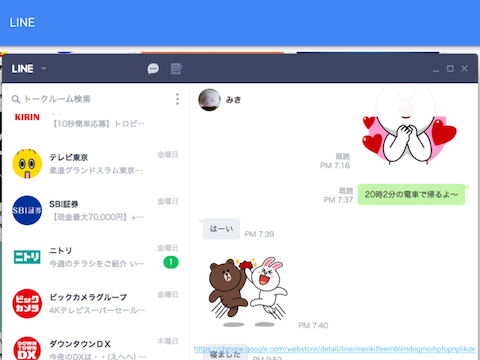 LINE
LINE
トークルーム検索
みき
KIRIN
【10秒簡単応募】トロピ…
テレビ東京
金曜日
柔道グランドスラム東京…
SBI証券
SBI証券
金曜日
【現金最大70,000円】+…
ニトリ
ニトリ
金曜日
今週のチラシをご紹介 い…
1
ビックカメラ
ビックカメラグループ
金曜日
4Kテレビスーパーセール…
DOWN
TOWN
DX
ダウンタウンＤＸ
木曜日
今夜のDXは・・(えへへ) …
既読
PM 7:18
既読
PM 7:37
20時2分の電車で帰るよ〜
はーい
PM 7:39
PM 7:40
https://chrome.google.com/webstore/detail/line/menkifleemblimdogmoihpfopnplikde
寝ました